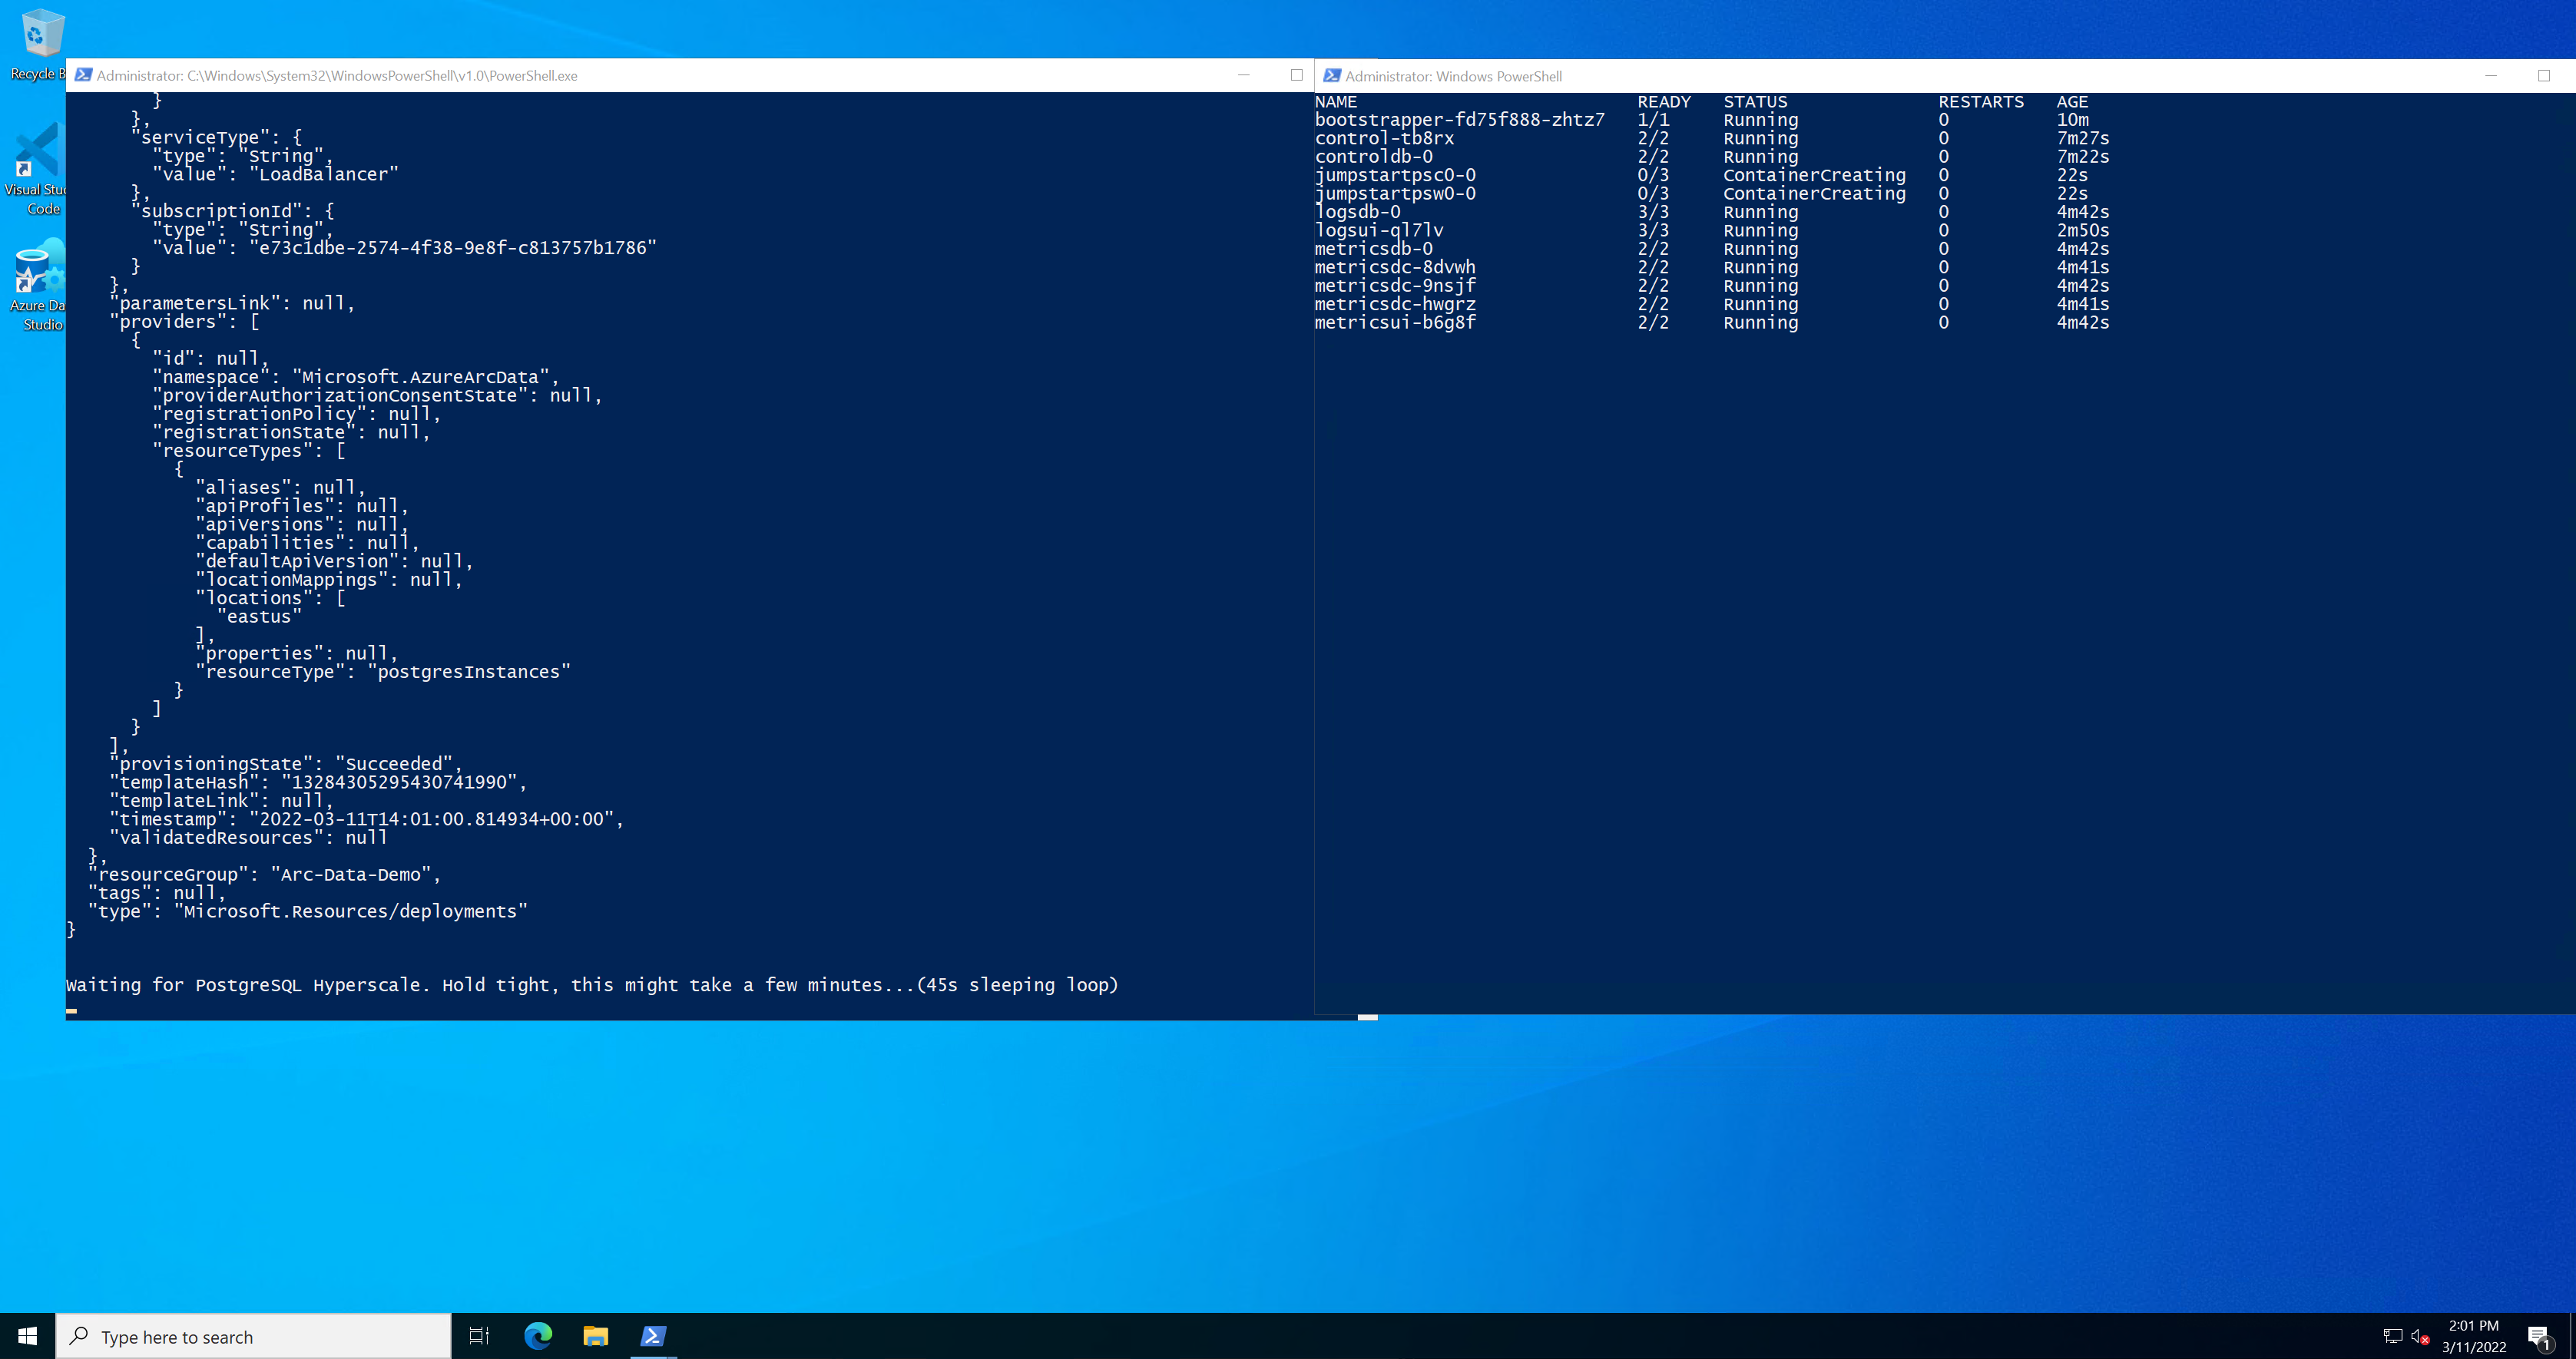 Recycle B
Visual Stu
Code
Azure Da
Studio
Administrator: C:\Windows\System32\WindowsPowerShell\v1.0\PowerShell.exe
      }
    },
    "serviceType": {
      "type": "String",
      "value": "LoadBalancer"
    },
    "subscriptionId": {
      "type": "String",
      "value": "e73c1dbe-2574-4f38-9e8f-c813757b1786"
    }
  },
  "parametersLink": null,
  "providers": [
    {
      "id": null,
      "namespace": "Microsoft.AzureArcData",
      "providerAuthorizationConsentState": null,
      "registrationPolicy": null,
      "registrationState": null,
      "resourceTypes": [
        {
          "aliases": null,
          "apiProfiles": null,
          "apiVersions": null,
          "capabilities": null,
          "defaultApiVersion": null,
          "locationMappings": null,
          "locations": [
            "eastus"
          ],
          "properties": null,
          "resourceType": "postgresInstances"
        }
      ]
    }
  ],
  "provisioningState": "Succeeded",
  "templateHash": "13284305295430741990",
  "templateLink": null,
  "timestamp": "2022-03-11T14:01:00.814934+00:00",
  "validatedResources": null
},
"resourceGroup": "Arc-Data-Demo",
"tags": null,
"type": "Microsoft.Resources/deployments"
}
Waiting for PostgreSQL Hyperscale. Hold tight, this might take a few minutes...(45s sleeping loop)
Administrator: Windows PowerShell
NAME READY STATUS RESTARTS AGE
bootstrapper-fd75f888-zhtz7 1/1 Running 0 10m
control-tb8rx 2/2 Running 0 7m27s
controldb-0 2/2 Running 0 7m22s
jumpstartpsc0-0 0/3 ContainerCreating 0 22s
jumpstartpsw0-0 0/3 ContainerCreating 0 22s
logsdb-0 3/3 Running 0 4m42s
logsui-ql7lv 3/3 Running 0 2m50s
metricsdb-0 2/2 Running 0 4m42s
metricsdc-8dvwh 2/2 Running 0 4m41s
metricsdc-9nsjf 2/2 Running 0 4m42s
metricsdc-hwgrz 2/2 Running 0 4m41s
metricsui-b6g8f 2/2 Running 0 4m42s
Type here to search
2:01 PM
3/11/2022
1